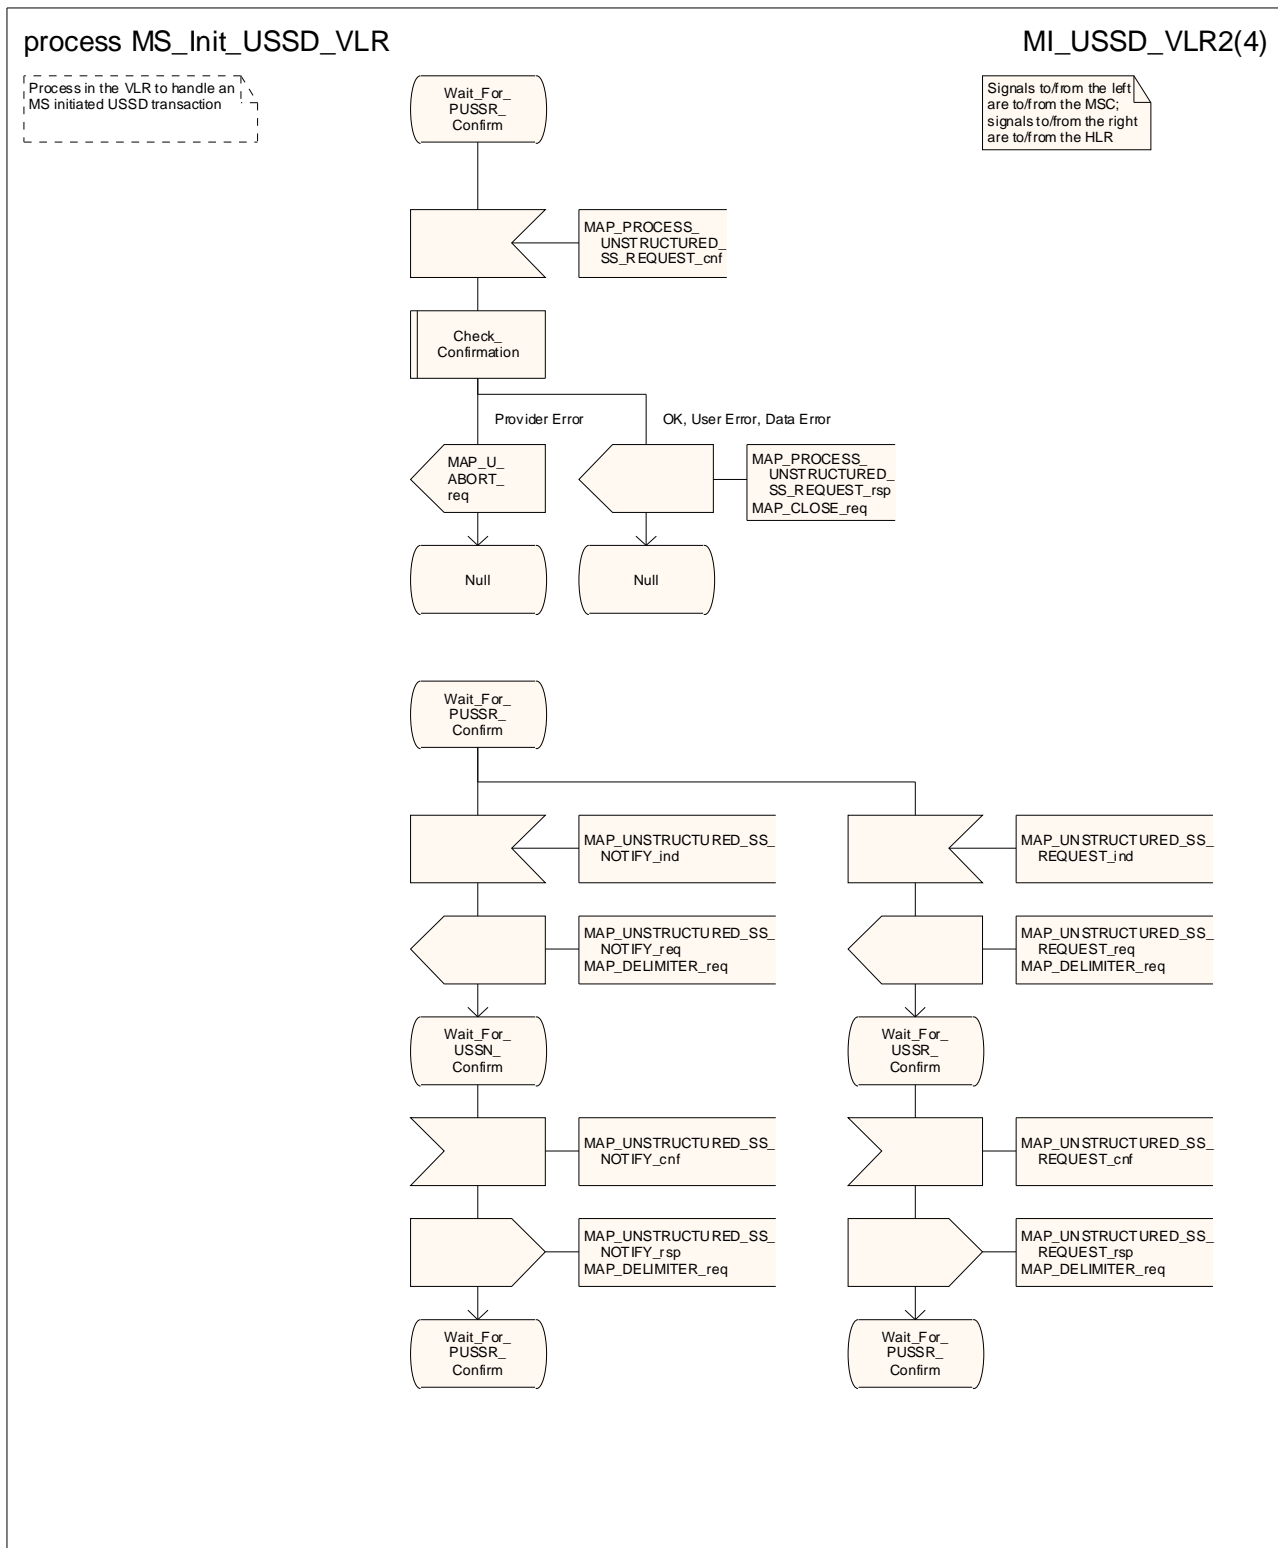 process MS_Init_USSD_VLR
MI_USSD_VLR2(4)
Process in the VLR to handle an
MS initiated USSD transaction
Wait_For_
PUSSR_
Confirm
Signals to/from the left
are to/from the MSC;
signals to/from the right
are to/from the HLR
MAP_PROCESS_
UNSTRUCTURED_
SS_REQUEST_cnf
Check_
Confirmation
Provider Error
OK, User Error, Data Error
MAP_U_
ABORT_
req
MAP_PROCESS_
UNSTRUCTURED_
SS_REQUEST_rsp
MAP_CLOSE_req
Null
Null
Wait_For_
PUSSR_
Confirm
MAP_UNSTRUCTURED_SS_
NOTIFY_ind
MAP_UNSTRUCTURED_SS_
REQUEST_ind
MAP_UNSTRUCTURED_SS_
NOTIFY_req
MAP_DELIMITER_req
MAP_UNSTRUCTURED_SS_
REQUEST_req
MAP_DELIMITER_req
Wait_For_
USSN_
Confirm
Wait_For_
USSR_
Confirm
MAP_UNSTRUCTURED_SS_
NOTIFY_cnf
MAP_UNSTRUCTURED_SS_
REQUEST_cnf
MAP_UNSTRUCTURED_SS_
NOTIFY_rsp
MAP_DELIMITER_req
MAP_UNSTRUCTURED_SS_
REQUEST_rsp
MAP_DELIMITER_req
Wait_For_
PUSSR_
Confirm
Wait_For_
PUSSR_
Confirm